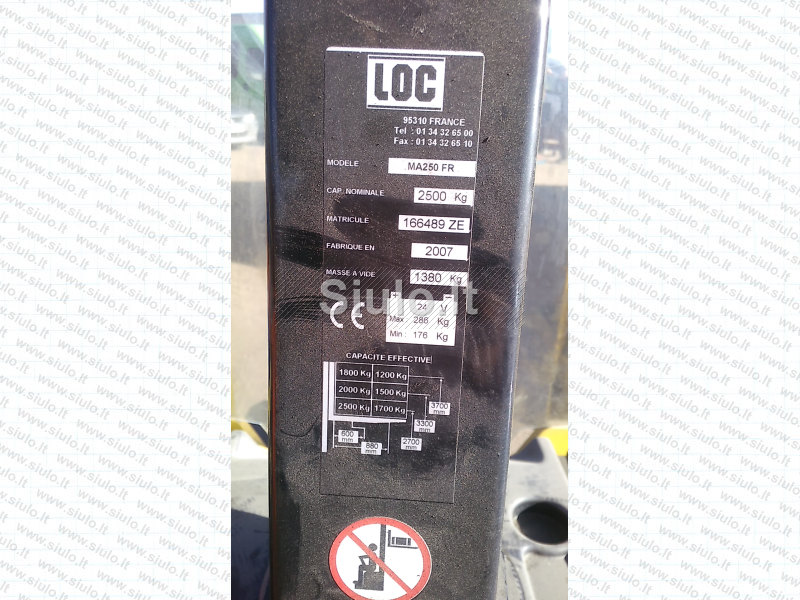 LOC
95310 FRANCE
Tel : 01 34 32 65 00
Fax : 01 34 32 65 10
MODELE MA250 FR
CAP. NOMINALE 2500 Kg
MATRICULE 166489 ZE
FABRIQUE EN 2007
MASSE A VIDE 1380 Kg
Siulo.lt
+ -
CE 24 V
Max : 286 Kg
Min : 176 Kg
CAPACITE EFFECTIVE
1800 Kg 1200 Kg
2000 Kg 1500 Kg
2500 Kg 1700 Kg
3700 mm
3300 mm
600 mm
880 mm
2700 mm
www.siulo.lt